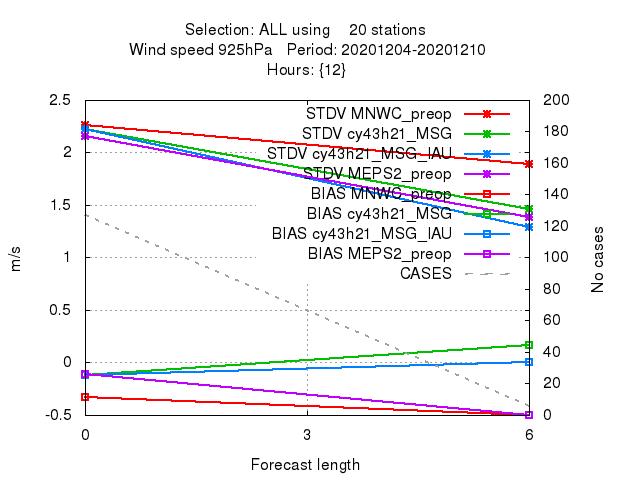 Selection: ALL using 20 stations
Wind speed 925hPa Period: 20201204-20201210
Hours: {12}
2.5
2
1.5
1
0.5
0
-0.5
m/s
STDV MNWC_preop
STDV cy43h21_MSG
STDV cy43h21_MSG_IAU
STDV MEPS2_preop
BIAS MNWC_preop
BIAS cy43h21_MSG
BIAS cy43h21_MSG_IAU
BIAS MEPS2_preop
CASES
200
180
160
140
120
100
80
60
40
20
0
No cases
0 3 6
Forecast length